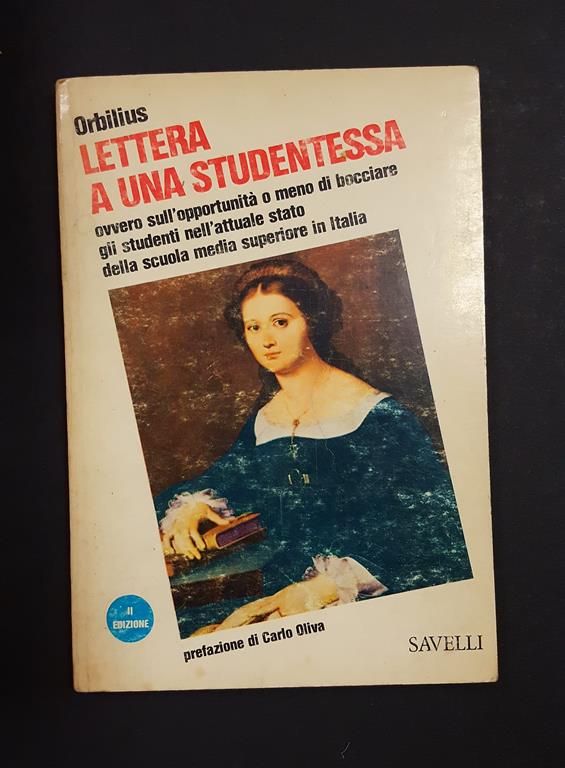 Orbilius
LETTERA
A UNA STUDENTESSA
ovvero sull'opportunità o meno di bocciare
gli studenti nell'attuale stato
della scuola media superiore in Italia
II
EDIZIONE
prefazione di Carlo Oliva
SAVELLI